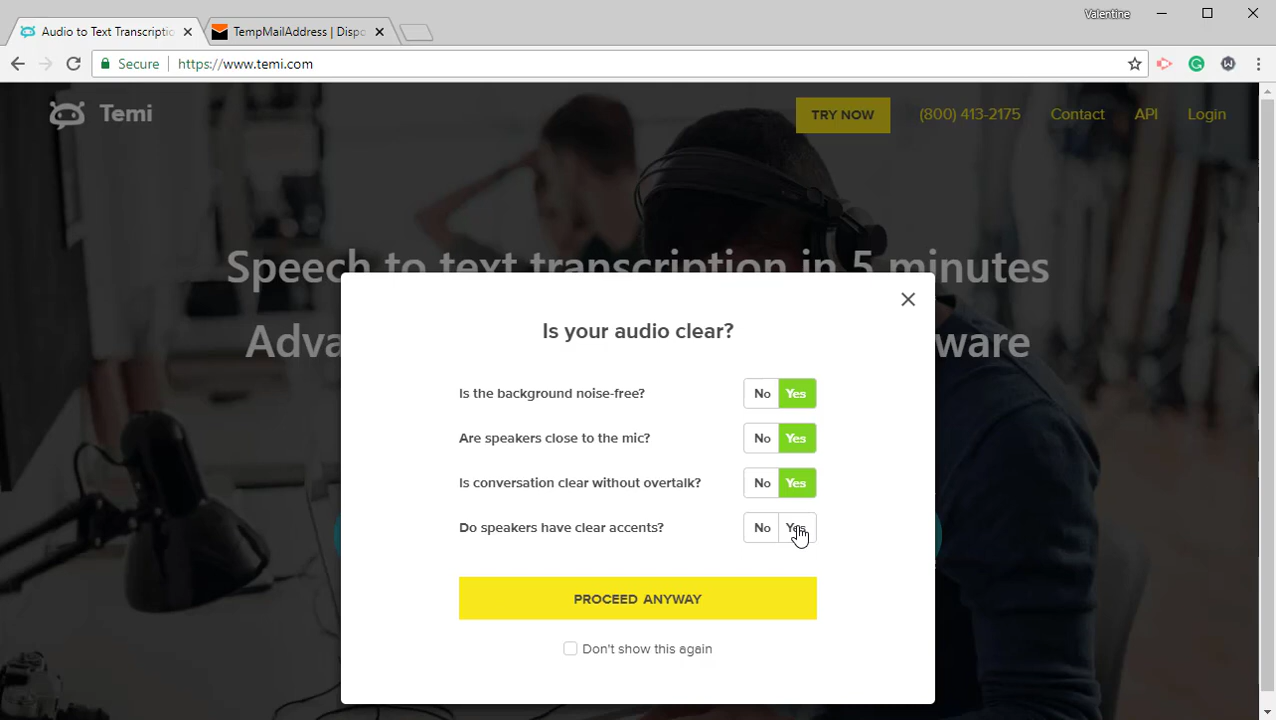 Valentine
Audio to Text Transcriptio
TempMailAddress | Dispo
Secure
https://www.temi.com
Temi
TRY NOW
(800) 413-2175
Contact
API
Login
Speech to text transcription in 5 minutes
Adva
ware
Is your audio clear?
Is the background noise-free? No Yes
Are speakers close to the mic? No Yes
Is conversation clear without overtalk? No Yes
Do speakers have clear accents? No Yes
PROCEED ANYWAY
Don't show this again